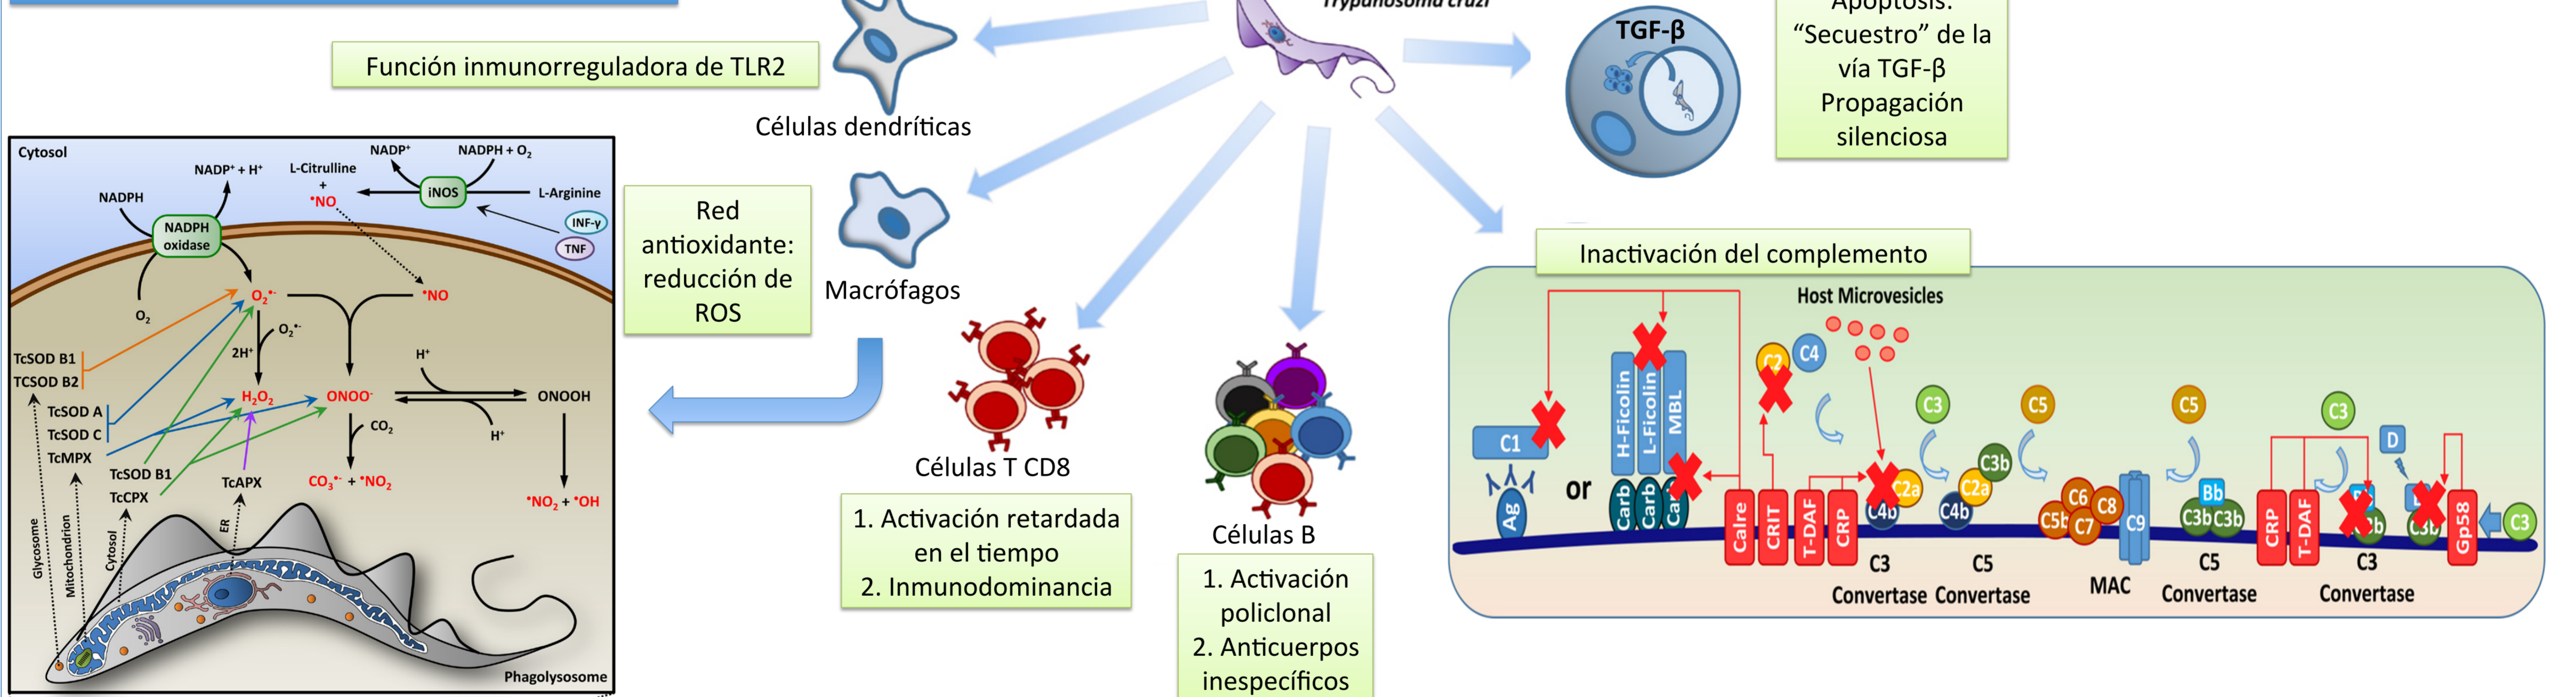 Trypanosoma cruzi
Apoptosis:
“Secuestro” de la
vía TGF-β
Propagación
silenciosa
TGF-β
Función inmunorreguladora de TLR2
Células dendríticas
Red
antioxidante:
reducción de
ROS
Macrófagos
Células T CD8
1. Activación retardada
en el tiempo
2. Inmunodominancia
Células B
1. Activación
policlonal
2. Anticuerpos
inespecíficos
Cytosol
NADP⁺
NADPH + O₂
NADP⁺ + H⁺
L-Citrulline
+
•NO
iNOS
L-Arginine
NADPH
INF-γ
TNF
NADPH
oxidase
O₂
O₂•-
•NO
O₂•-
2H⁺
TcSOD B1
TCSOD B2
H⁺
H₂O₂
ONOO⁻
ONOOH
TcSOD A
TcSOD C
CO₂
H⁺
TcMPX
TcSOD B1
TcCPX
TcAPX
CO₃•- + •NO₂
•NO₂ + •OH
Glycosome
Mitochondrion
Cytosol
ER
Phagolysosome
Inactivación del complemento
Host Microvesicles
C2
C4
H-Ficolin
L-Ficolin
MBL
C1
Ag
or
Carb
Carb
Calre
CRIT
T-DAF
CRP
C3
C5
C2a
C4b
C3b
C2a
C4b
C6
C8
C5b
C7
C9
C5
Bb
C3b
C3b
C3
D
CRP
T-DAF
C3b
Gp58
C3
C3
Convertase
C5
Convertase
MAC
C5
Convertase
C3
Convertase